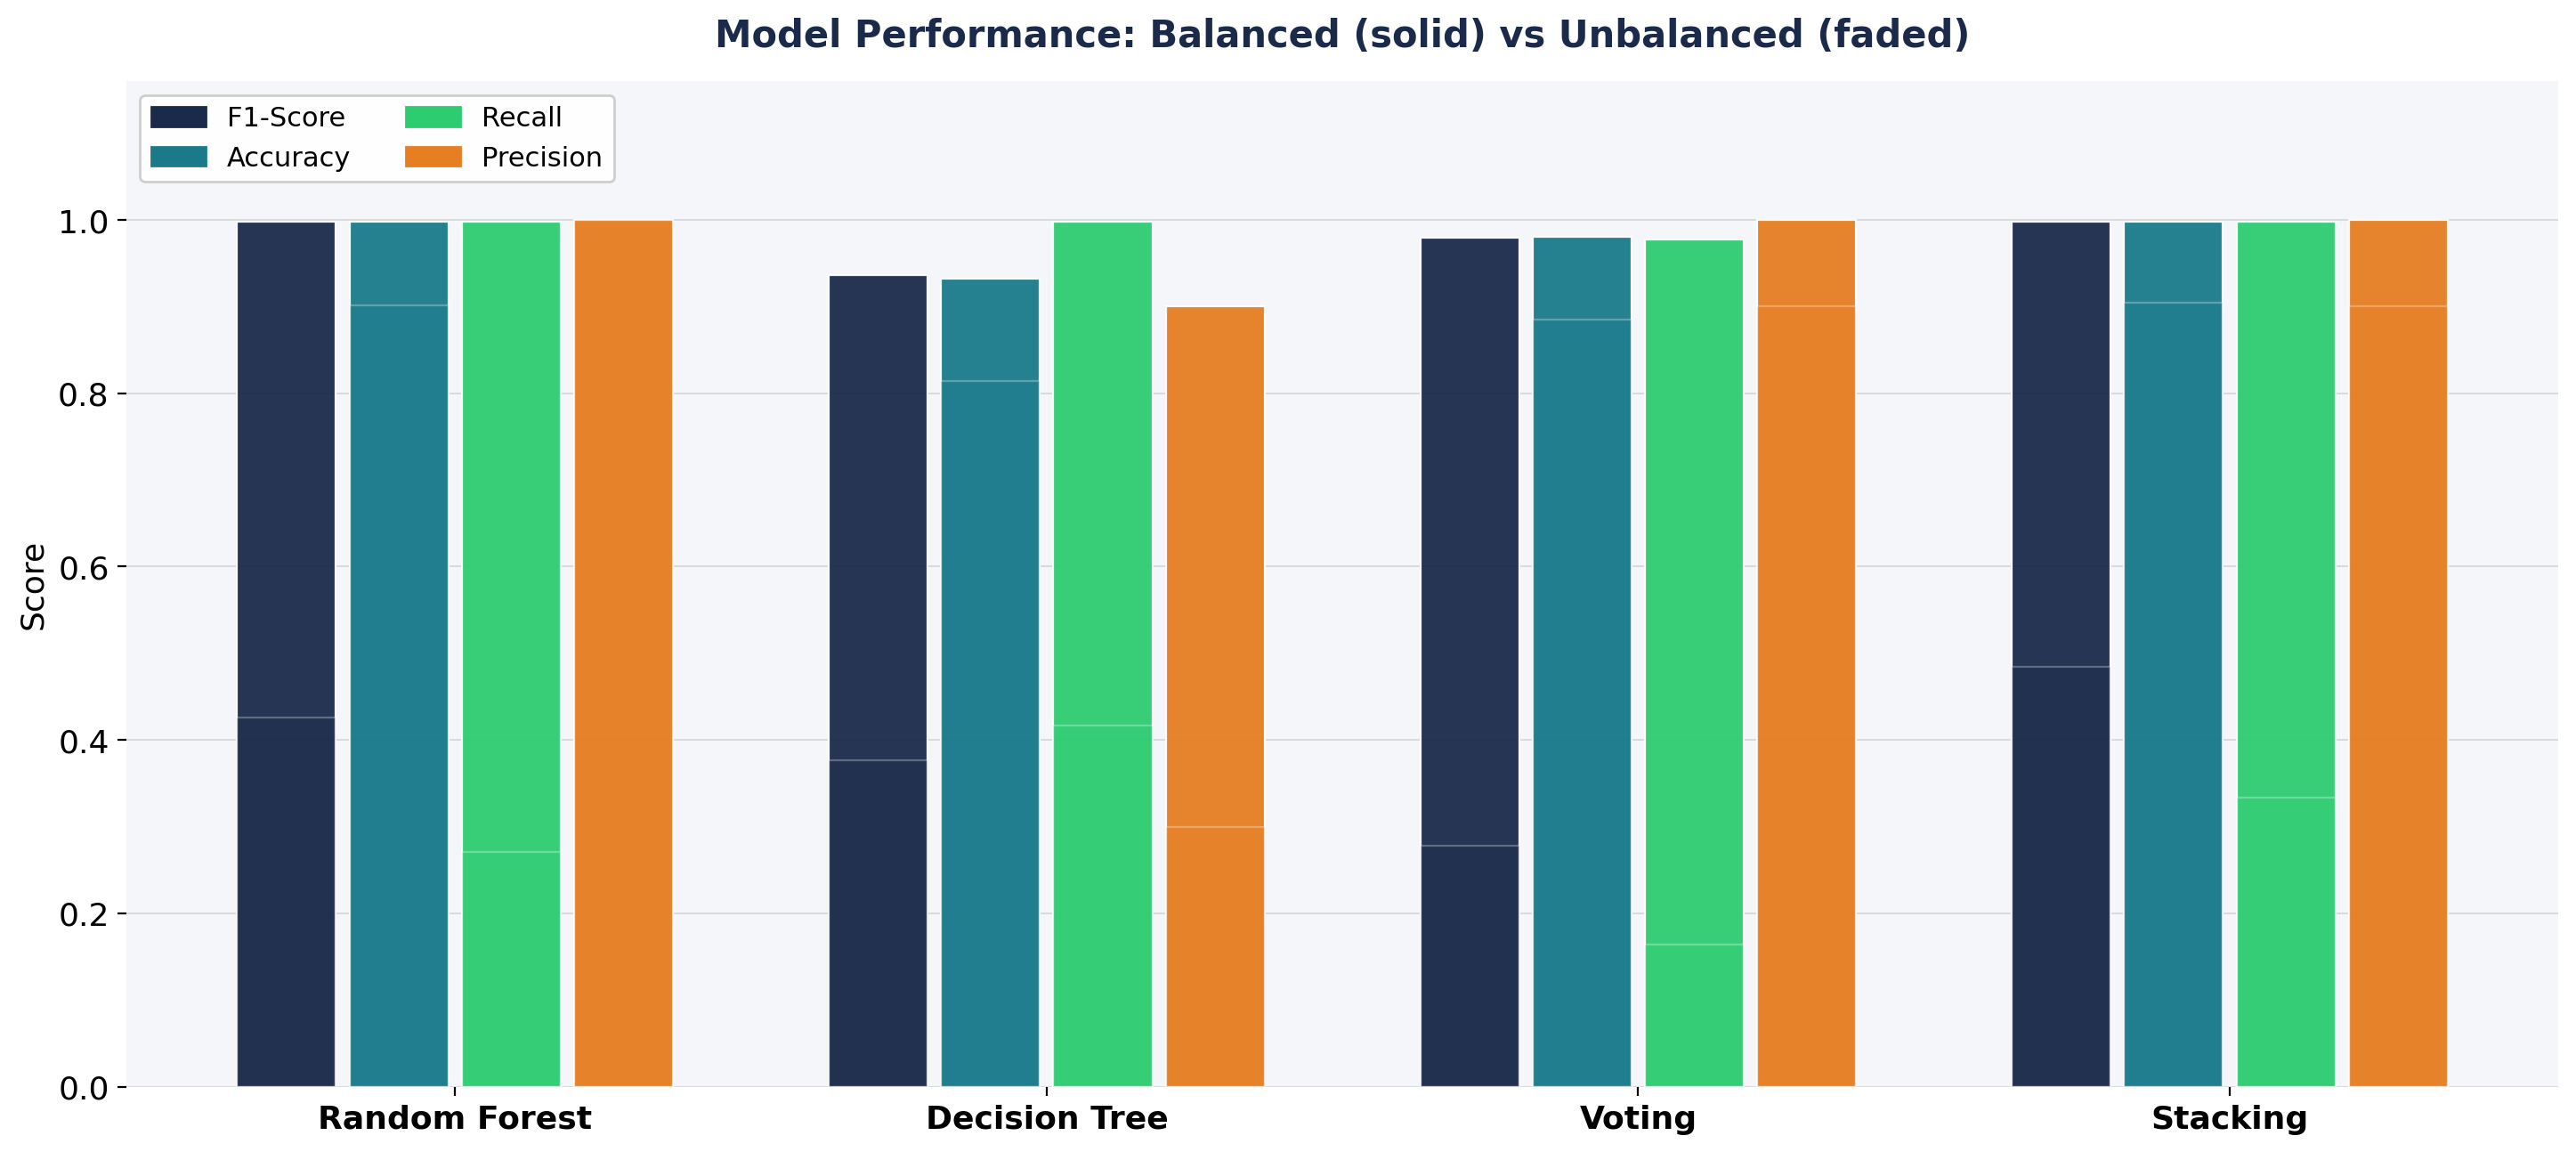 Model Performance: Balanced (solid) vs Unbalanced (faded)
F1-Score
Accuracy
Recall
Precision
Score
1.0
0.8
0.6
0.4
0.2
0.0
Random Forest
Decision Tree
Voting
Stacking